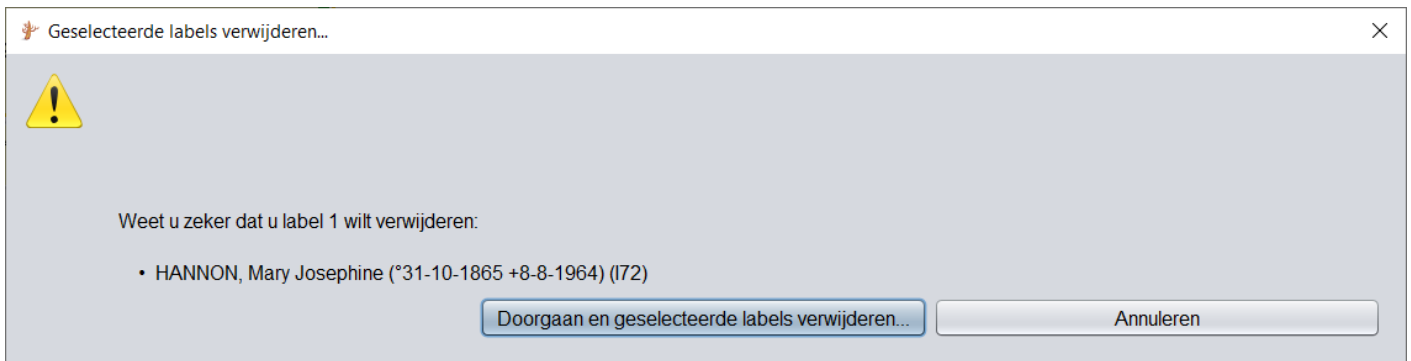 Geselecteerde labels verwijderen...
Weet u zeker dat u label 1 wilt verwijderen:
• HANNON, Mary Josephine (°31-10-1865 +8-8-1964) (I72)
Doorgaan en geselecteerde labels verwijderen...
Annuleren